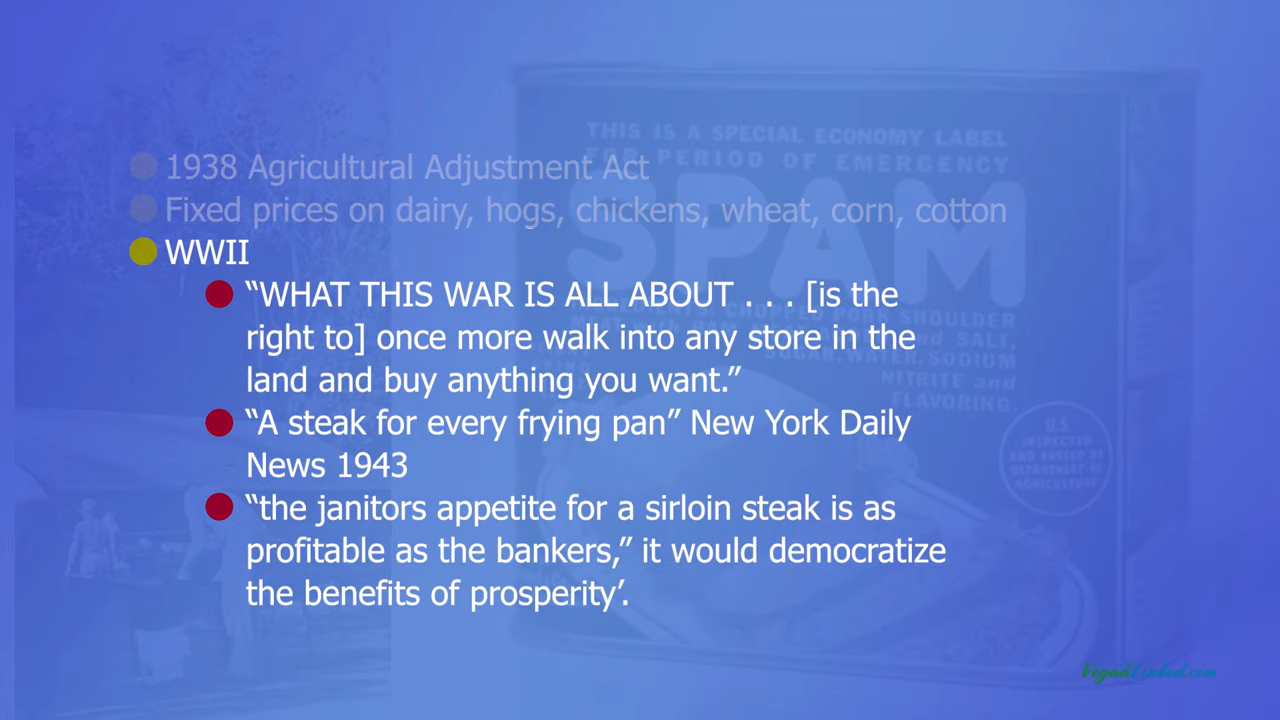 1938 Agricultural Adjustment Act
Fixed prices on dairy, hogs, chickens, wheat, corn, cotton
WWII
“WHAT THIS WAR IS ALL ABOUT . . . [is the
right to] once more walk into any store in the
land and buy anything you want.”
“A steak for every frying pan” New York Daily
News 1943
“the janitors appetite for a sirloin steak is as
profitable as the bankers,” it would democratize
the benefits of prosperity’.
THIS IS A SPECIAL ECONOMY LABEL
FOR PERIOD OF EMERGENCY
SPAM
CHOPPED PORK SHOULDER
and SALT,
SUGAR, WATER, SODIUM
NITRITE and
FLAVORING.
U.S.
INSPECTED
AND PASSED BY
DEPARTMENT OF
AGRICULTURE
VeganLinked.com